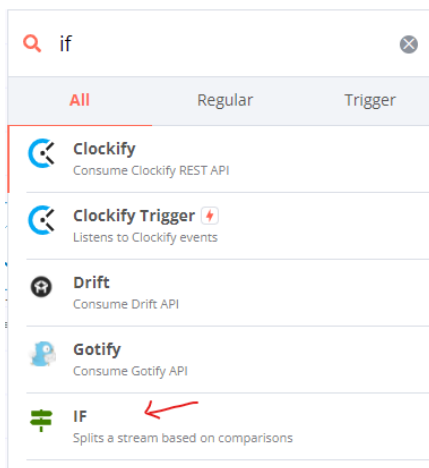 if
All Regular Trigger
Clockify
Consume Clockify REST API
Clockify Trigger
Listens to Clockify events
Drift
Consume Drift API
Gotify
Consume Gotify API
IF
Splits a stream based on comparisons